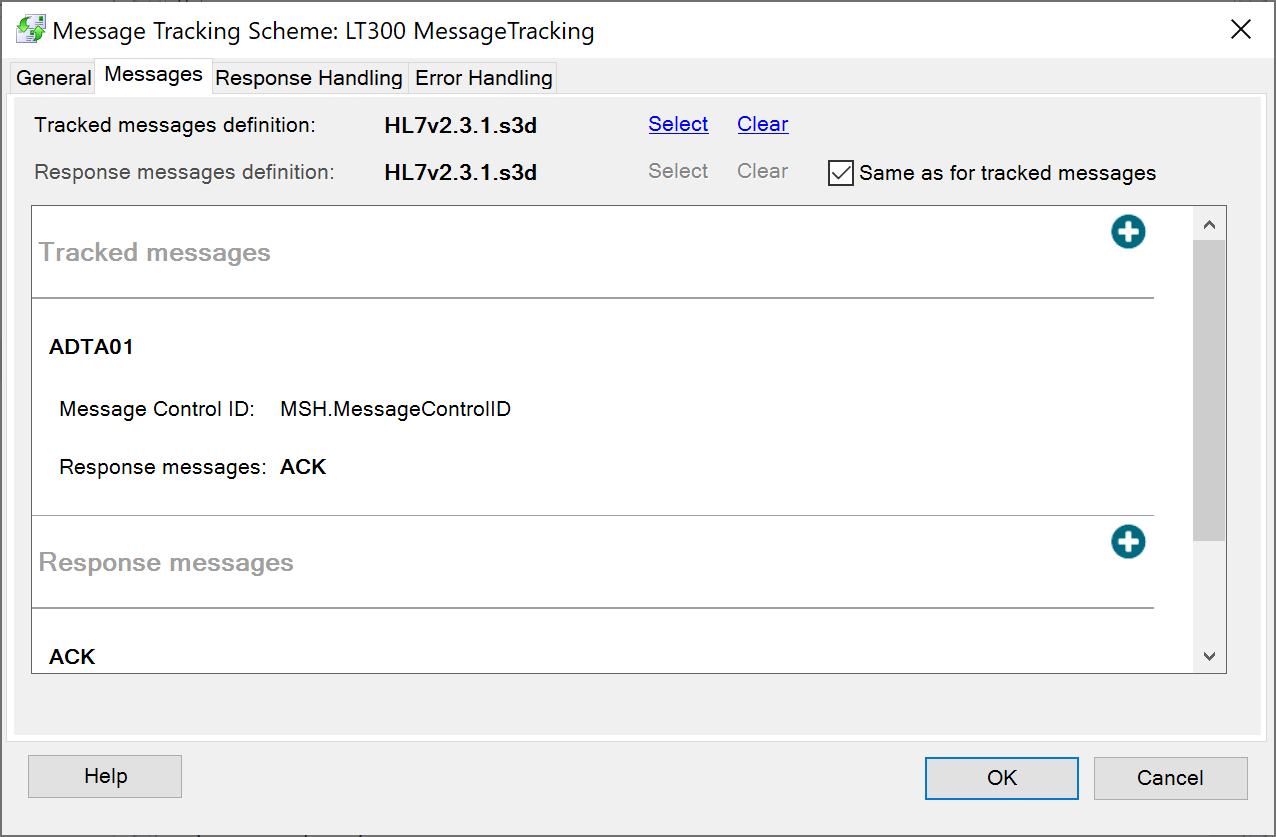 Message Tracking Scheme: LT300 MessageTracking
General Messages Response Handling Error Handling
Tracked messages definition: HL7v2.3.1.s3d Select Clear
Response messages definition: HL7v2.3.1.s3d Select Clear Same as for tracked messages
Tracked messages
ADTA01
Message Control ID: MSH.MessageControlID
Response messages: ACK
Response messages
ACK
Help OK Cancel